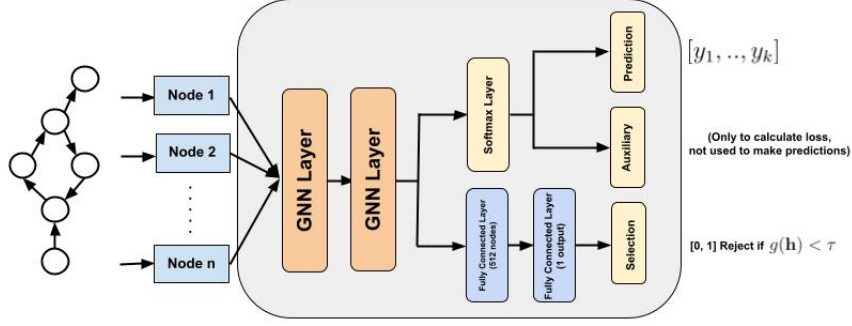 Node 1
Node 2
Node n
GNN Layer
GNN Layer
Softmax Layer
Fully Connected Layer
(512 nodes)
Fully Connected Layer
(1 output)
Prediction
Auxiliary
Selection
[y₁, .., yₖ]
(Only to calculate loss,
not used to make predictions)
[0, 1] Reject if g(h) < τ